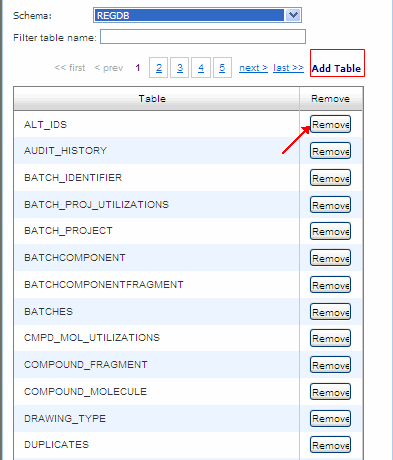 Schema: REGDB
Filter table name:
<< first < prev 1 2 3 4 5 next > last >> Add Table
Table Remove
ALT_IDS Remove
AUDIT_HISTORY Remove
BATCH_IDENTIFIER Remove
BATCH_PROJ_UTILIZATIONS Remove
BATCH_PROJECT Remove
BATCHCOMPONENT Remove
BATCHCOMPONENTFRAGMENT Remove
BATCHES Remove
CMPD_MOL_UTILIZATIONS Remove
COMPOUND_FRAGMENT Remove
COMPOUND_MOLECULE Remove
DRAWING_TYPE Remove
DUPLICATES Remove